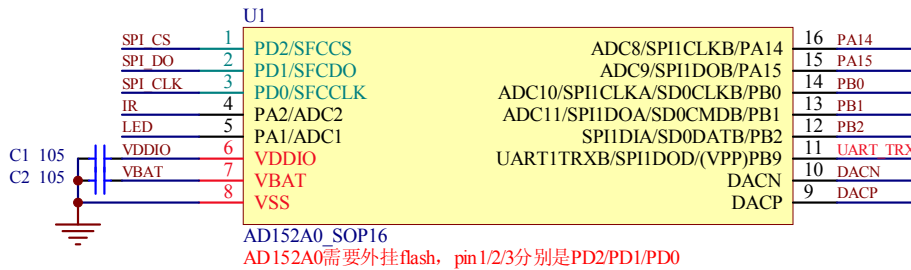 U1
SPI_CS 1 PD2/SFCCS ADC8/SPI1CLKB/PA14 16 PA14
SPI_DO 2 PD1/SFCDO ADC9/SPI1DOB/PA15 15 PA15
SPI_CLK 3 PD0/SFCCLK ADC10/SPI1CLKA/SD0CLKB/PB0 14 PB0
IR 4 PA2/ADC2 ADC11/SPI1DOA/SD0CMDB/PB1 13 PB1
LED 5 PA1/ADC1 SPI1DIA/SD0DATB/PB2 12 PB2
C1 105 VDDIO 6 VDDIO UART1TRXB/SPI1DOD/(VPP)PB9 11 UART_TRX
C2 105 VBAT 7 VBAT DACN 10 DACN
8 VSS DACP 9 DACP
AD152A0_SOP16
AD152A0需要外挂flash，pin1/2/3分别是PD2/PD1/PD0